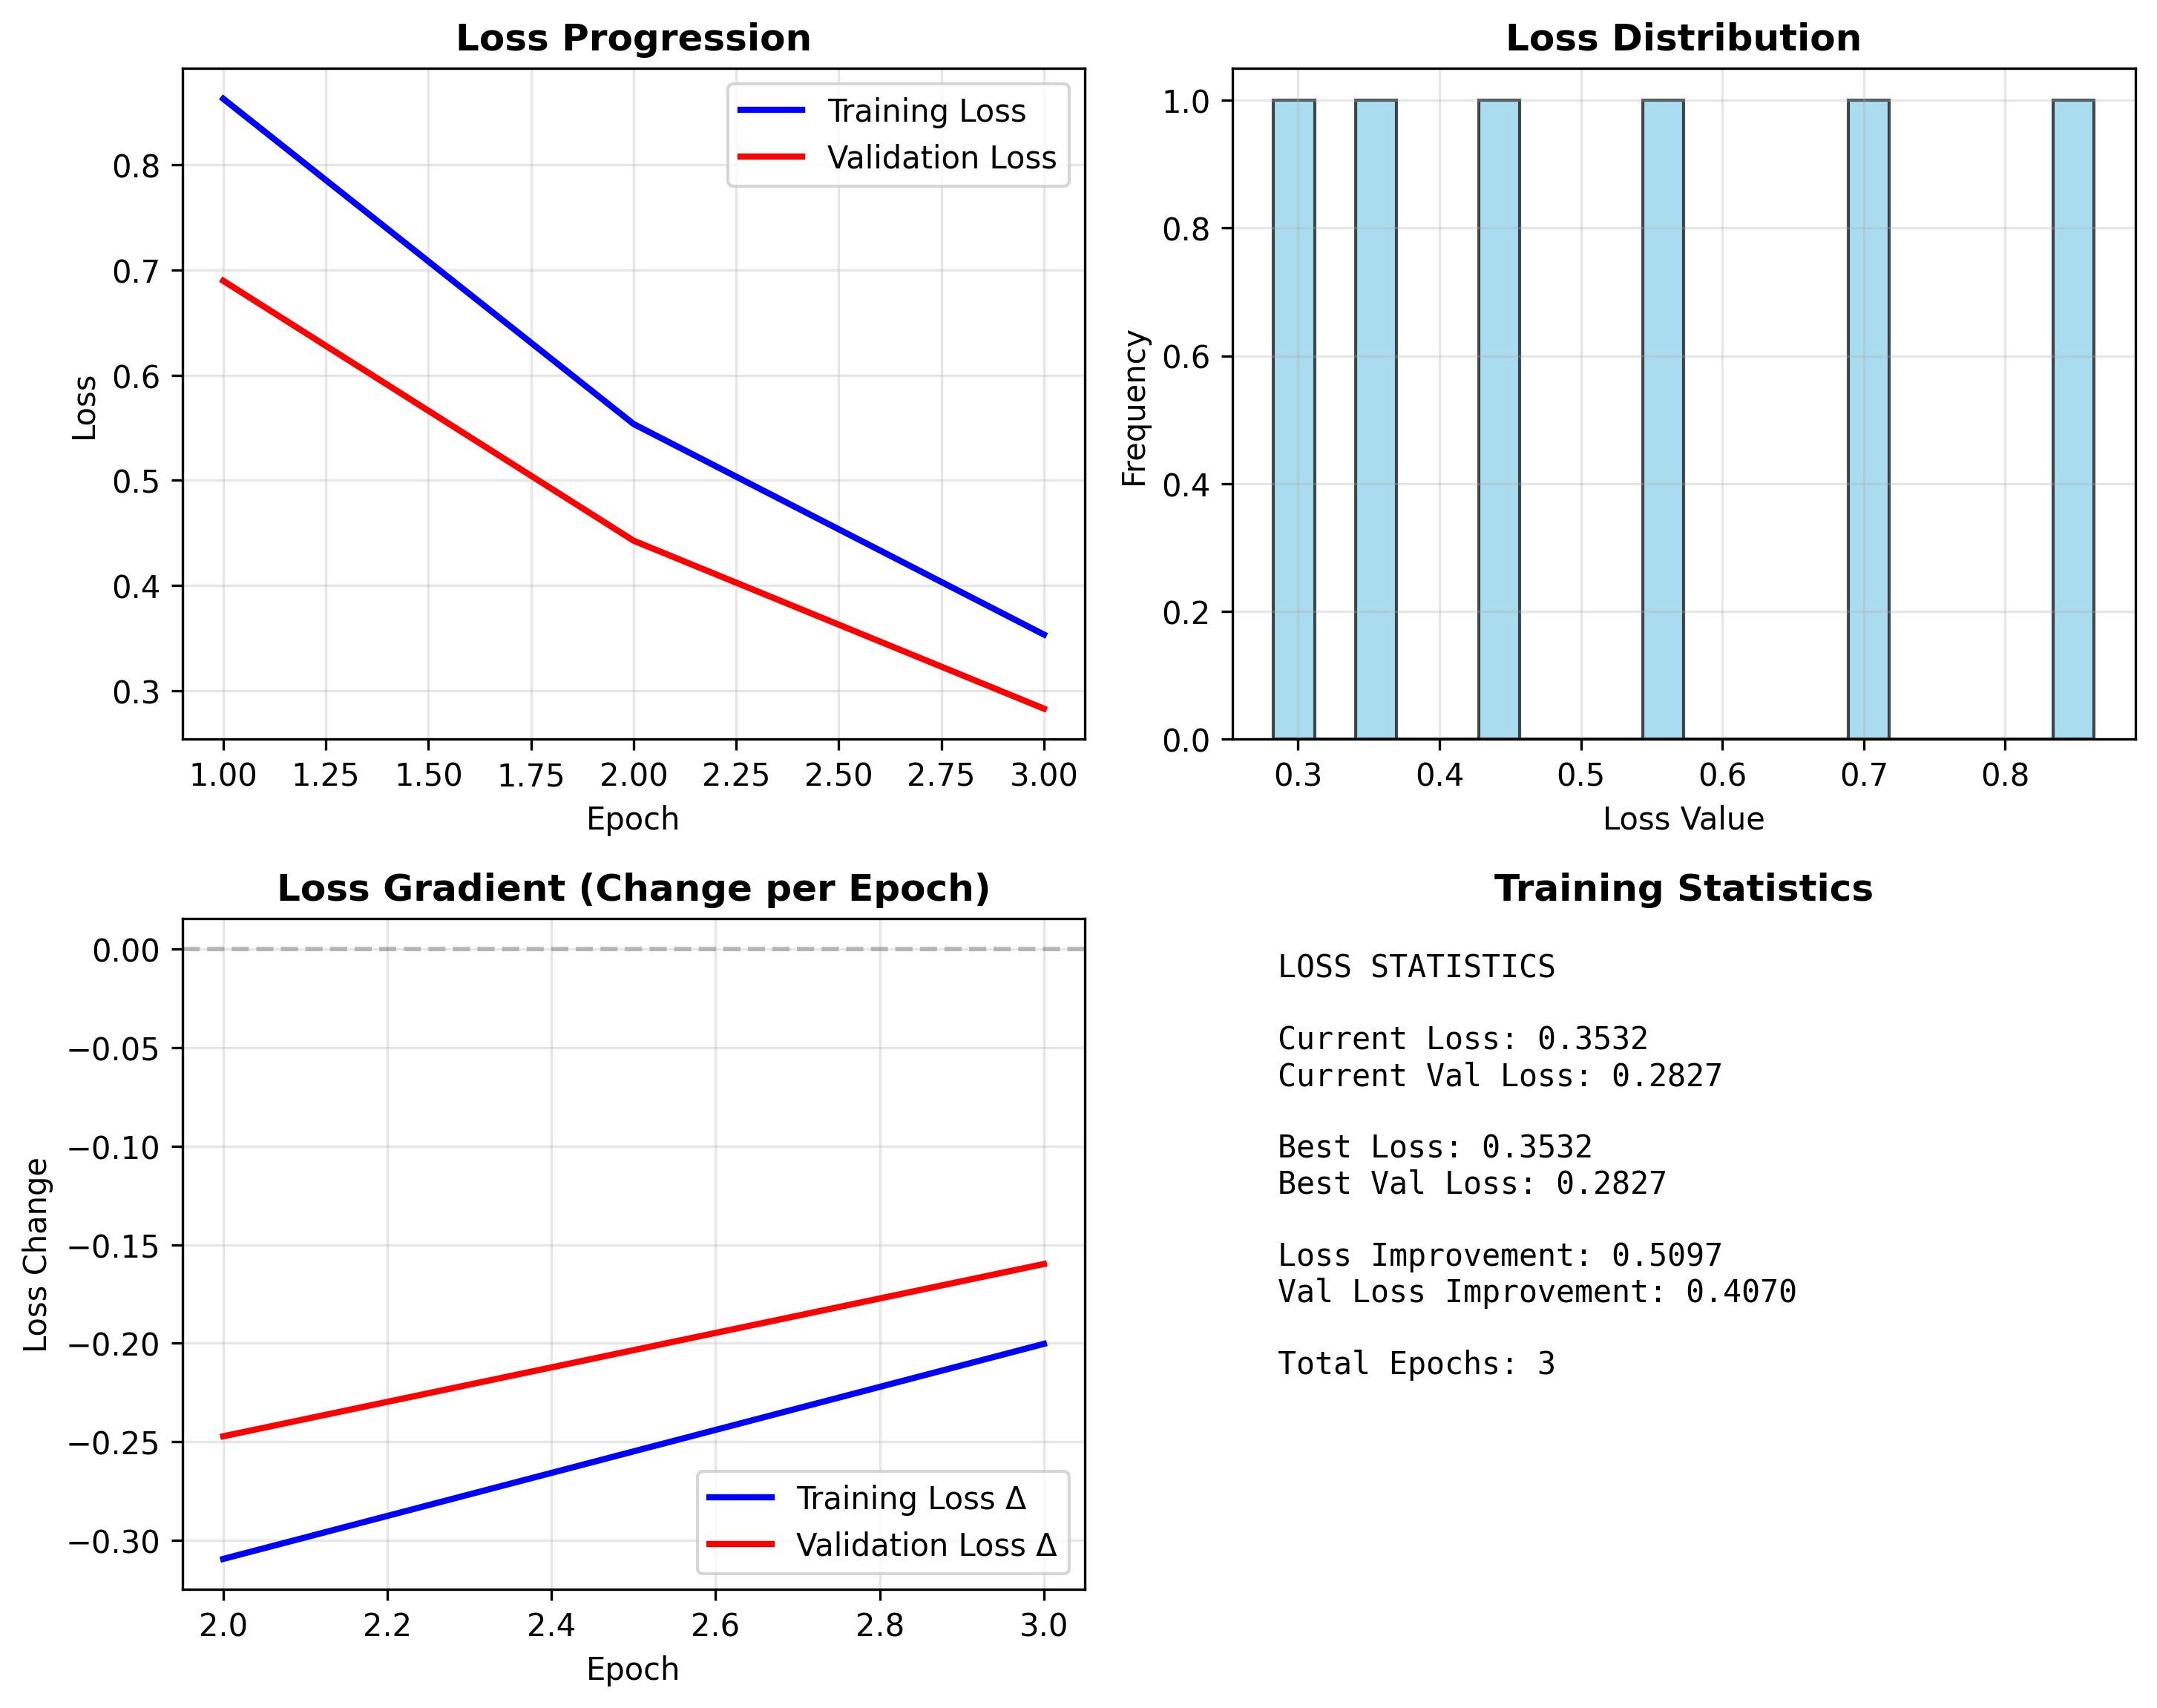 Loss Progression
Training Loss
Validation Loss
0.8
0.7
0.6
0.5
0.4
0.3
Loss
1.00 1.25 1.50 1.75 2.00 2.25 2.50 2.75 3.00
Epoch
Loss Distribution
1.0
0.8
0.6
0.4
0.2
0.0
Frequency
0.3 0.4 0.5 0.6 0.7 0.8
Loss Value
Loss Gradient (Change per Epoch)
0.00
−0.05
−0.10
−0.15
−0.20
−0.25
−0.30
Loss Change
Training Loss Δ
Validation Loss Δ
2.0 2.2 2.4 2.6 2.8 3.0
Epoch
Training Statistics
LOSS STATISTICS
Current Loss: 0.3532
Current Val Loss: 0.2827
Best Loss: 0.3532
Best Val Loss: 0.2827
Loss Improvement: 0.5097
Val Loss Improvement: 0.4070
Total Epochs: 3